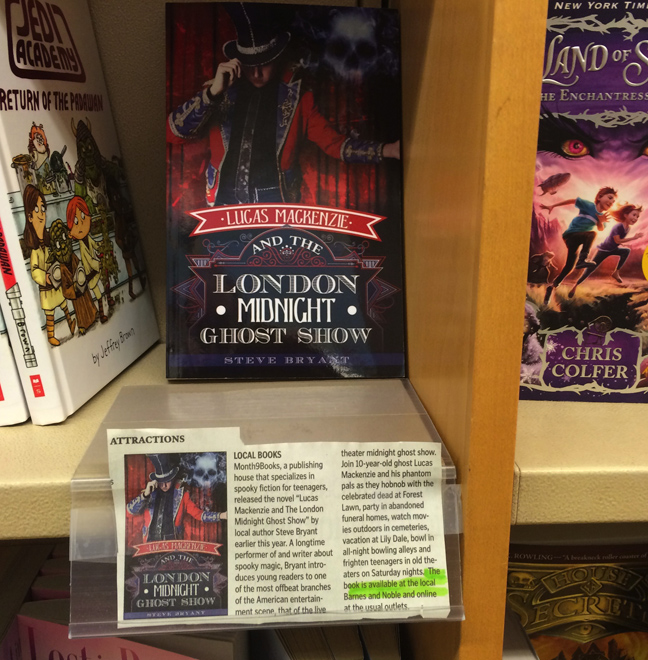 JEDI
ACADEMY
RETURN OF THE PADAWAN
by Jeffrey Brown
LUCAS MACKENZIE
AND THE
LONDON
• MIDNIGHT •
GHOST SHOW
STEVE BRYANT
NEW YORK TIM
LAND OF S
HE ENCHANTRESS
CHRIS
COLFER
ATTRACTIONS
LUCAS MACKENZIE
AND THE
LONDON
• MIDNIGHT •
GHOST SHOW
STEVE BRYANT
LOCAL BOOKS
Month9Books, a publishing
house that specializes in
spooky fiction for teenagers,
released the novel “Lucas
Mackenzie and The London
Midnight Ghost Show” by
local author Steve Bryant
earlier this year. A longtime
performer of and writer about
spooky magic, Bryant intro-
duces young readers to one
of the most offbeat branches
of the American entertain-
ment scene, that of the live
theater midnight ghost show.
Join 10-year-old ghost Lucas
Mackenzie and his phantom
pals as they hobnob with the
celebrated dead at Forest
Lawn, party in abandoned
funeral homes, watch mov-
ies outdoors in cemeteries,
vacation at Lily Dale, bowl in
all-night bowling alleys and
frighten teenagers in old the-
aters on Saturday nights. The
book is available at the local
Barnes and Noble and online
at the usual outlets.
HOUSE
SECRETS
Lost